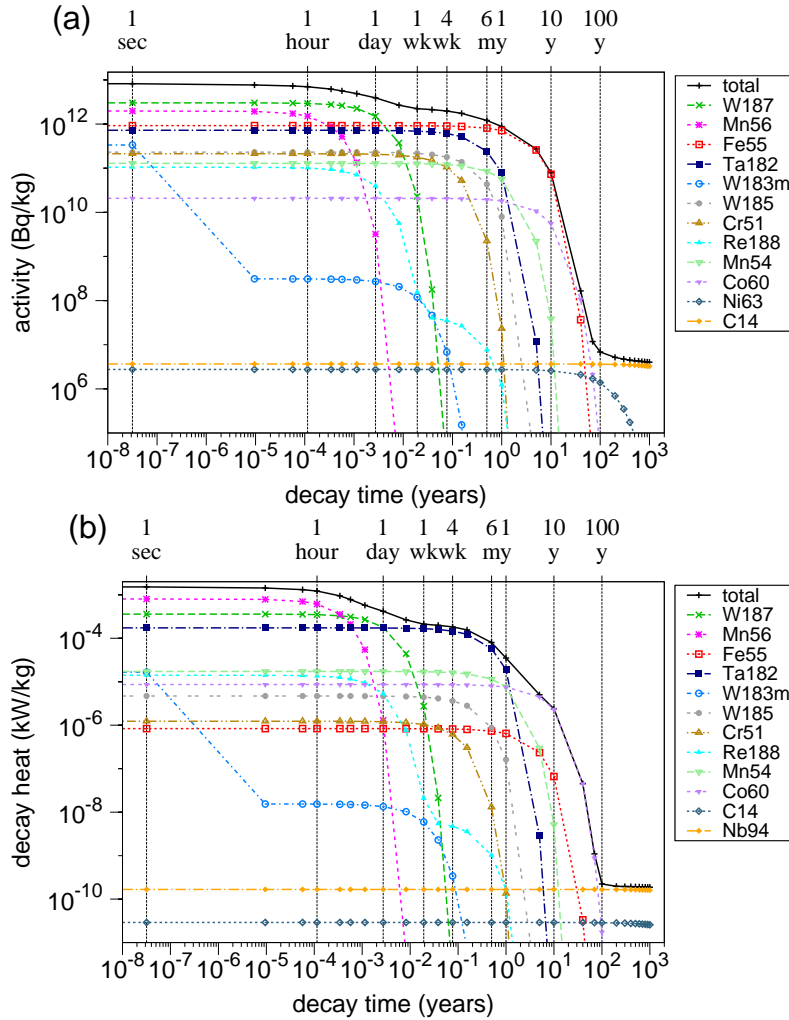 (a)
1 1 1 1 4 6 1 10 100
sec hour day wk wk m y y y
10^12
10^10
10^8
10^6
activity (Bq/kg)
10^-8 10^-7 10^-6 10^-5 10^-4 10^-3 10^-2 10^-1 10^0 10^1 10^2 10^3
decay time (years)
total
W187
Mn56
Fe55
Ta182
W183m
W185
Cr51
Re188
Mn54
Co60
Ni63
C14
(b)
1 1 1 1 4 6 1 10 100
sec hour day wk wk m y y y
10^-4
10^-6
10^-8
10^-10
decay heat (kW/kg)
10^-8 10^-7 10^-6 10^-5 10^-4 10^-3 10^-2 10^-1 10^0 10^1 10^2 10^3
decay time (years)
total
W187
Mn56
Fe55
Ta182
W183m
W185
Cr51
Re188
Mn54
Co60
C14
Nb94